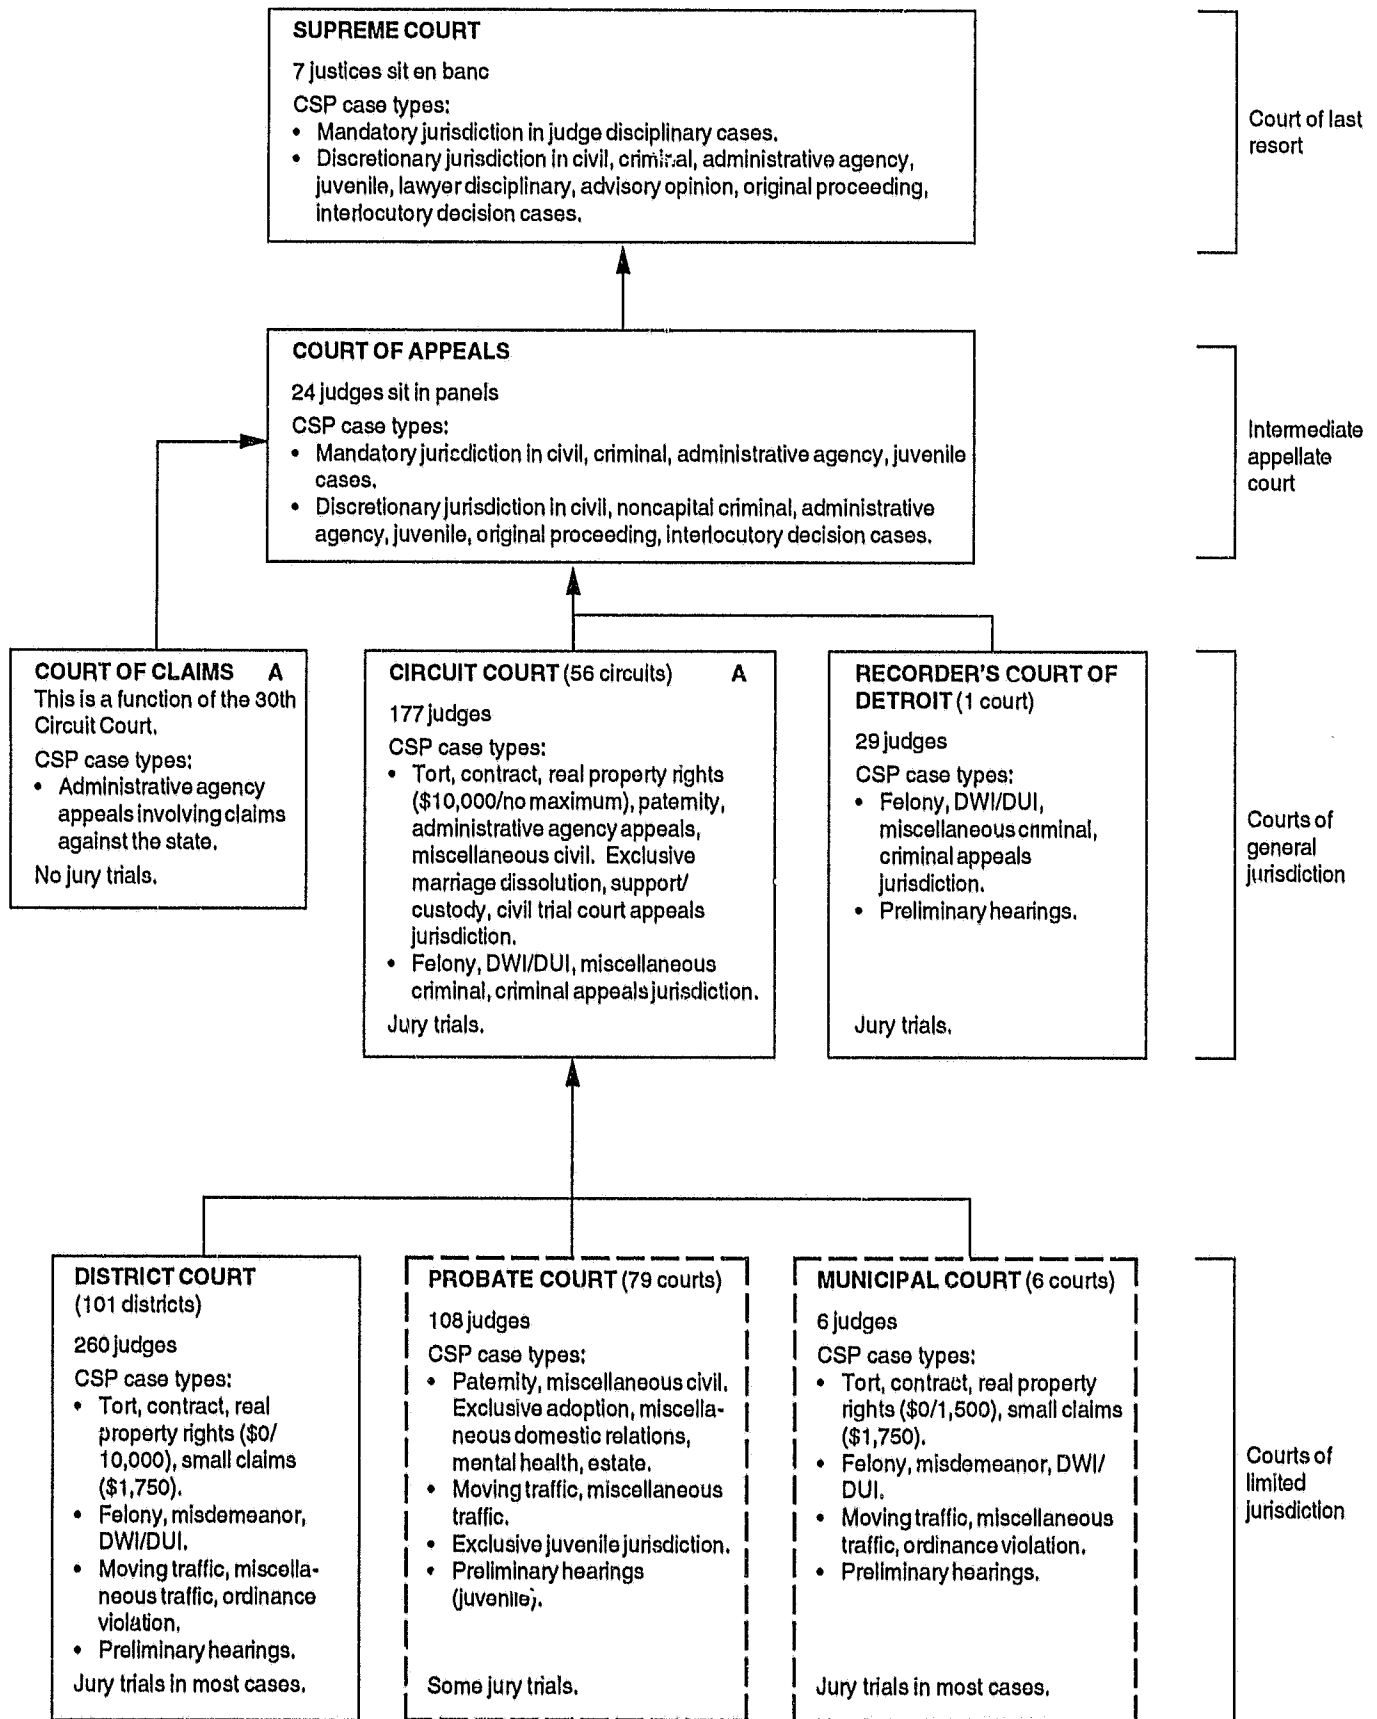 SUPREME COURT
7 justices sit en banc
CSP case types:
• Mandatory jurisdiction in judge disciplinary cases.
• Discretionary jurisdiction in civil, criminal, administrative agency,
juvenile, lawyer disciplinary, advisory opinion, original proceeding,
interlocutory decision cases.
Court of last
resort
COURT OF APPEALS
24 judges sit in panels
CSP case types:
• Mandatory jurisdiction in civil, criminal, administrative agency, juvenile
cases.
• Discretionary jurisdiction in civil, noncapital criminal, administrative
agency, juvenile, original proceeding, interlocutory decision cases.
Intermediate
appellate
court
COURT OF CLAIMS A
This is a function of the 30th
Circuit Court.
CSP case types:
• Administrative agency
appeals involving claims
against the state.
No jury trials.
CIRCUIT COURT (56 circuits) A
177 judges
CSP case types:
• Tort, contract, real property rights
($10,000/no maximum), paternity,
administrative agency appeals,
miscellaneous civil. Exclusive
marriage dissolution, support/
custody, civil trial court appeals
jurisdiction.
• Felony, DWI/DUI, miscellaneous
criminal, criminal appeals jurisdiction.
Jury trials.
RECORDER'S COURT OF
DETROIT (1 court)
29 judges
CSP case types:
• Felony, DWI/DUI,
miscellaneous criminal,
criminal appeals
jurisdiction.
• Preliminary hearings.
Jury trials.
Courts of
general
jurisdiction
DISTRICT COURT
(101 districts)
260 judges
CSP case types:
• Tort, contract, real
property rights ($0/
10,000), small claims
($1,750).
• Felony, misdemeanor,
DWI/DUI.
• Moving traffic, miscella-
neous traffic, ordinance
violation.
• Preliminary hearings.
Jury trials in most cases.
PROBATE COURT (79 courts)
108 judges
CSP case types:
• Paternity, miscellaneous civil.
Exclusive adoption, miscella-
neous domestic relations,
mental health, estate.
• Moving traffic, miscellaneous
traffic.
• Exclusive juvenile jurisdiction.
• Preliminary hearings
(juvenile).
Some jury trials.
MUNICIPAL COURT (6 courts)
6 judges
CSP case types:
• Tort, contract, real property
rights ($0/1,500), small claims
($1,750).
• Felony, misdemeanor, DWI/
DUI.
• Moving traffic, miscellaneous
traffic, ordinance violation.
• Preliminary hearings.
Jury trials in most cases.
Courts of
limited
jurisdiction